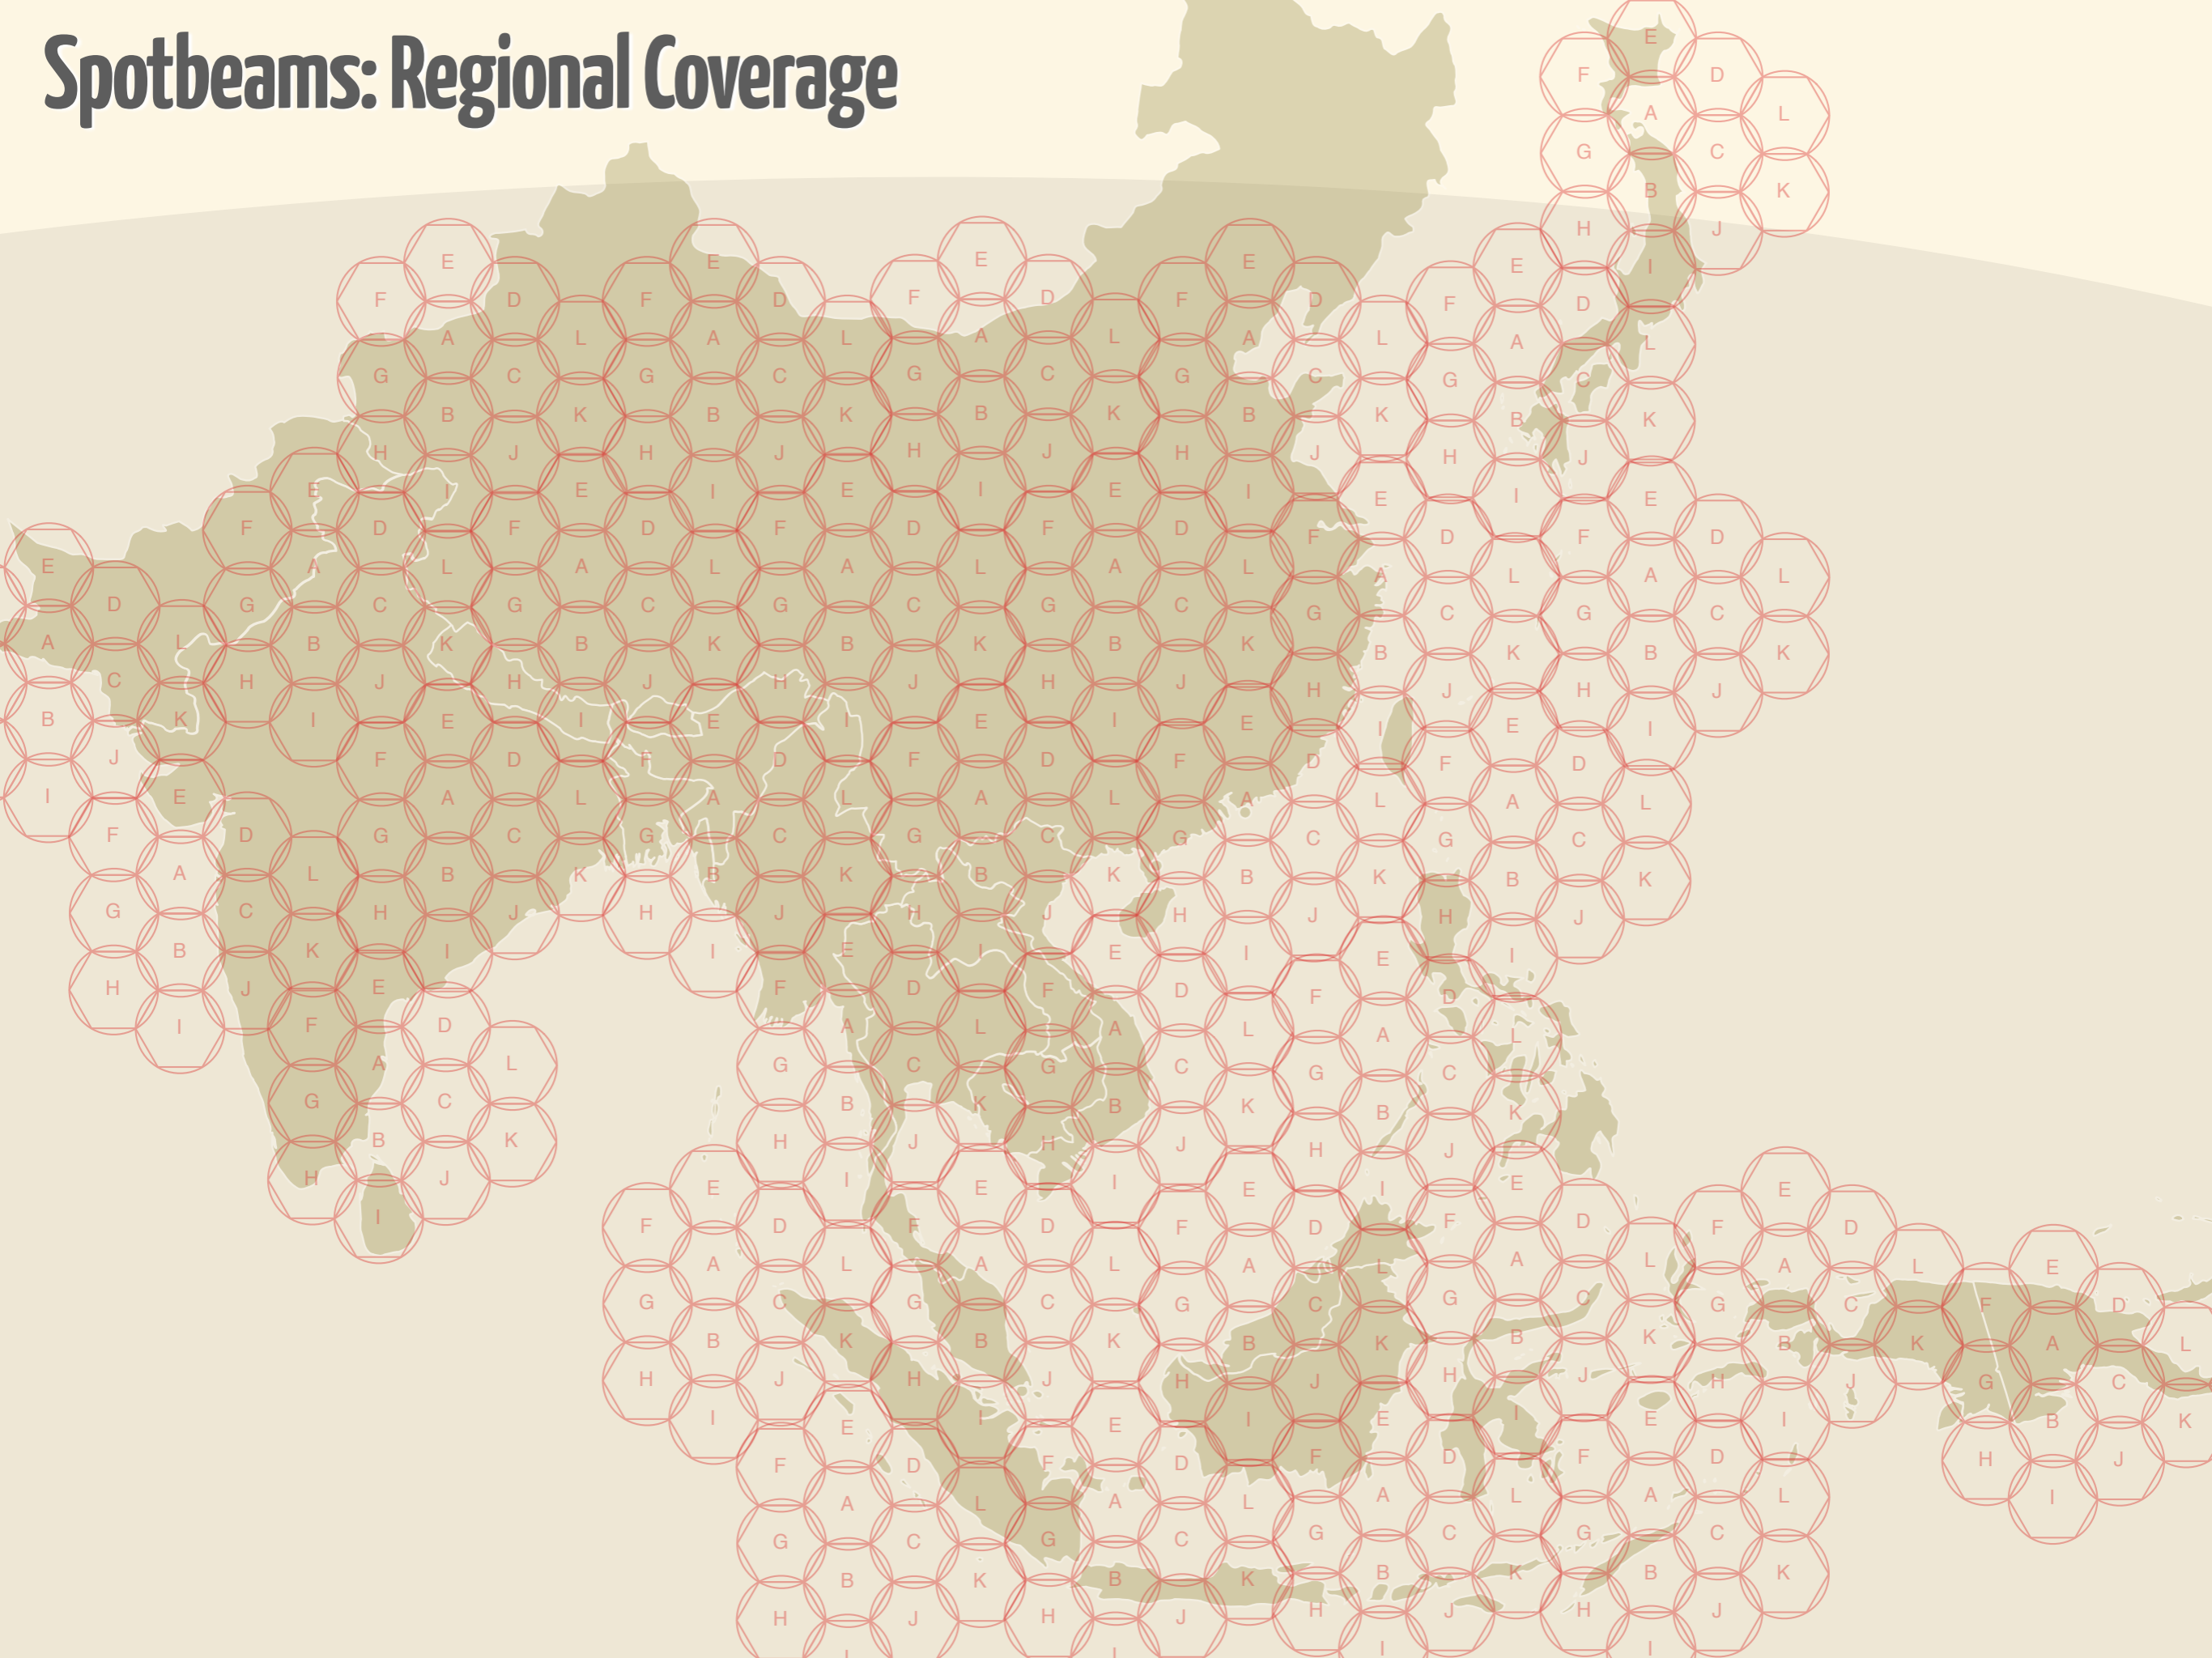 Spotbeams: Regional Coverage
E
F D
A L
G C
B K
H J
E E E E E I
F D F D F D F D F D
A L A L A L A L A L
G C G C G C G C G C
B K B K B K B K B K
H J H J H J H J H J
E I E I E I E I E I E
F D F D F D F D F D F D
E A L A L A L A L A L A L
D G C G C G C G C G C G C
A L B K B K B K B K B K B K
C H J H J H J H J H J H J
B K I E I E I E I E I E I
J F D F D F D F D F D
I E A L A L A L A L A L
F D G C G C G C G C G C
A L B K B K B K B K B K
G C H J H J H J H J H J
B K I I E I E I E I
H J E F D F D F D
I F D A L A L A L
A L G C G C G C
G C B K B K B K
B K H J H J H J
H J E I E I E I E E
I F D F D F D F D F D
A L A L A L A L A L E
G C G C G C G C G C F D
B K B K B K B K B K A L
H J H J H J H J H J G C
I E I E I E I E I B K
F D F D F D F D H J
A L A L A L A L I
G C G C G C G C
B K B K B K B K
H J H J H J H J
I I I I